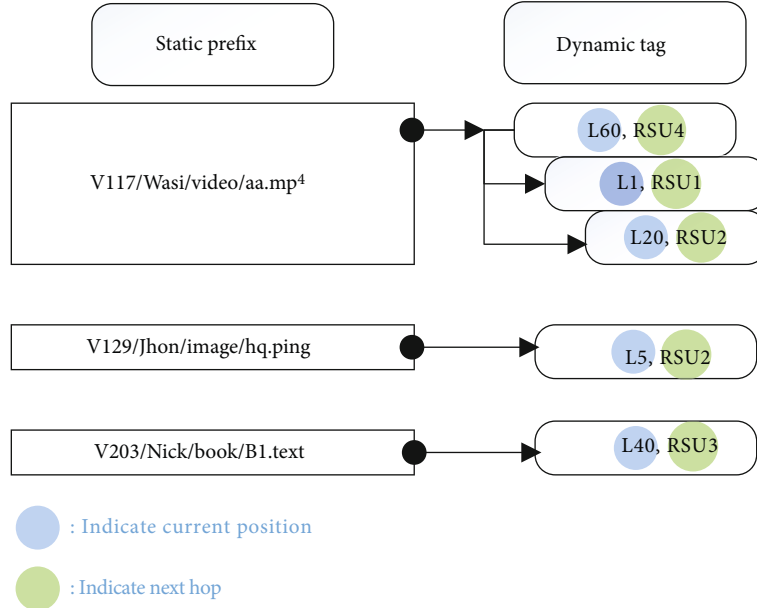 Static prefix
Dynamic tag
V117/Wasi/video/aa.mp⁴
L60, RSU4
L1, RSU1
L20, RSU2
V129/Jhon/image/hq.ping
L5, RSU2
V203/Nick/book/B1.text
L40, RSU3
: Indicate current position
: Indicate next hop